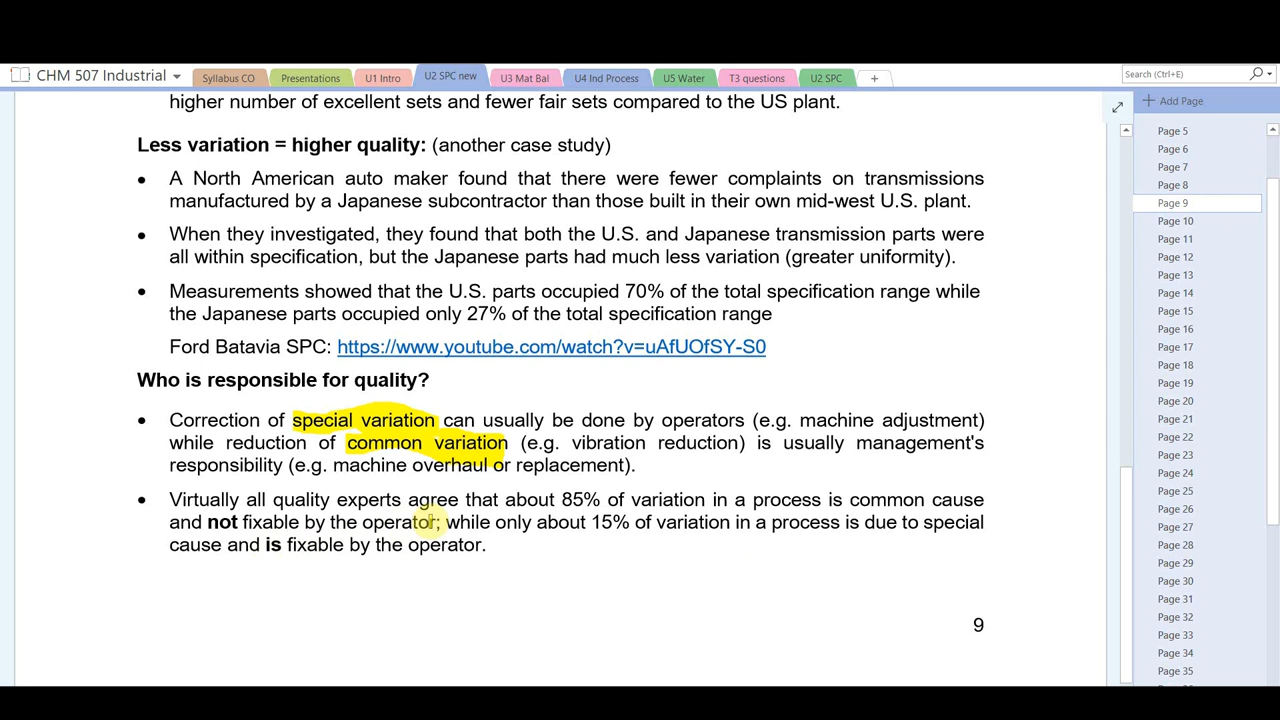 CHM 507 Industrial
Syllabus CO
Presentations
U1 Intro
U2 SPC new
U3 Mat Bal
U4 Ind Process
U5 Water
T3 questions
U2 SPC
+
Search (Ctrl+E)
higher number of excellent sets and fewer fair sets compared to the US plant.
Less variation = higher quality: (another case study)
• A North American auto maker found that there were fewer complaints on transmissions
manufactured by a Japanese subcontractor than those built in their own mid-west U.S. plant.
• When they investigated, they found that both the U.S. and Japanese transmission parts were
all within specification, but the Japanese parts had much less variation (greater uniformity).
• Measurements showed that the U.S. parts occupied 70% of the total specification range while
the Japanese parts occupied only 27% of the total specification range
Ford Batavia SPC: https://www.youtube.com/watch?v=uAfUOfSY-S0
Who is responsible for quality?
• Correction of special variation can usually be done by operators (e.g. machine adjustment)
while reduction of common variation (e.g. vibration reduction) is usually management's
responsibility (e.g. machine overhaul or replacement).
• Virtually all quality experts agree that about 85% of variation in a process is common cause
and not fixable by the operator; while only about 15% of variation in a process is due to special
cause and is fixable by the operator.
9
+ Add Page
Page 5
Page 6
Page 7
Page 8
Page 9
Page 10
Page 11
Page 12
Page 13
Page 14
Page 15
Page 16
Page 17
Page 18
Page 19
Page 20
Page 21
Page 22
Page 23
Page 24
Page 25
Page 26
Page 27
Page 28
Page 29
Page 30
Page 31
Page 32
Page 33
Page 34
Page 35